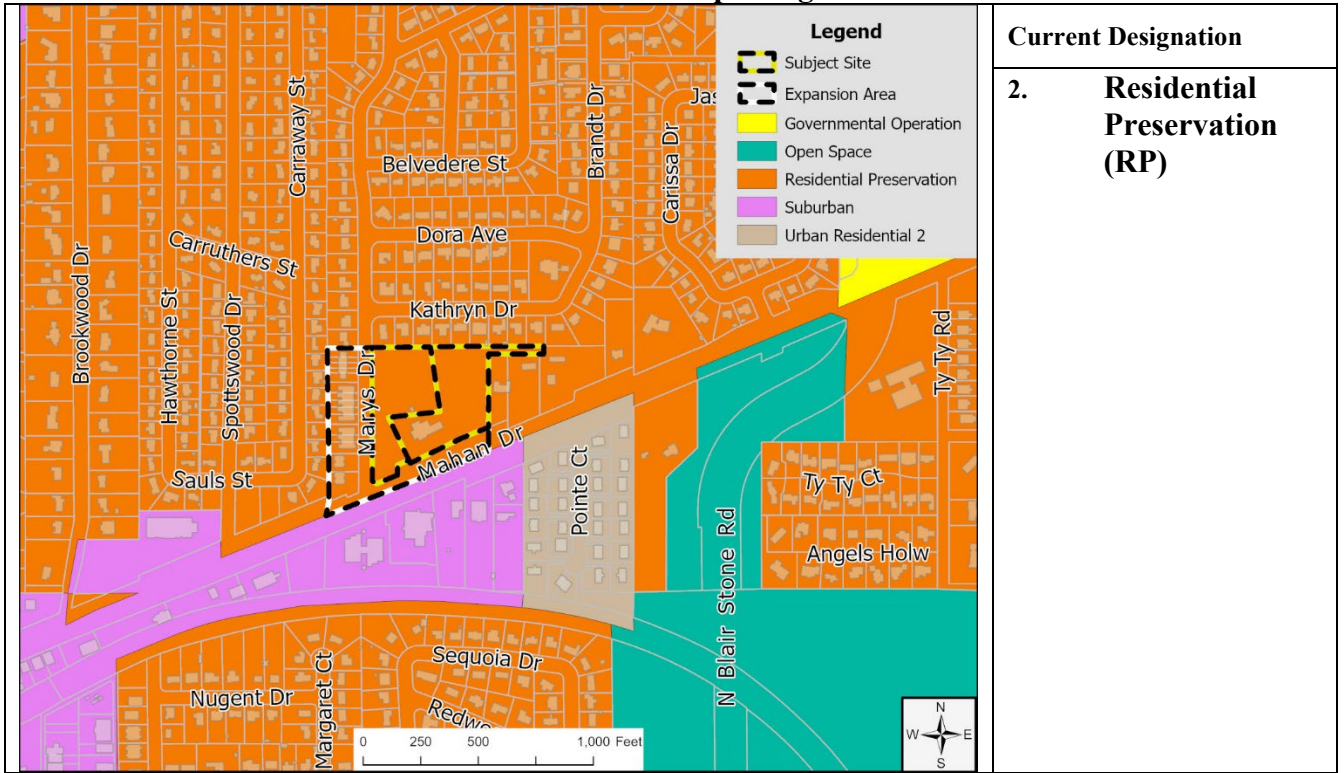 Legend
Subject Site
Expansion Area
Governmental Operation
Open Space
Residential Preservation
Suburban
Urban Residential 2
Current Designation
2. Residential
Preservation
(RP)
Carraway St
Belvedere St
Brandt Dr
Carissa Dr
Dora Ave
Carruthers St
Brookwood Dr
Hawthorne St
Spottswood Dr
Kathryn Dr
Marys Dr
Mahan Dr
Ty Ty Rd
Sauls St
Pointe Ct
Ty Ty Ct
Angels Holw
N Blair Stone Rd
Sequoia Dr
Nugent Dr
Margaret Ct
N
W E
S
0 250 500 1,000 Feet